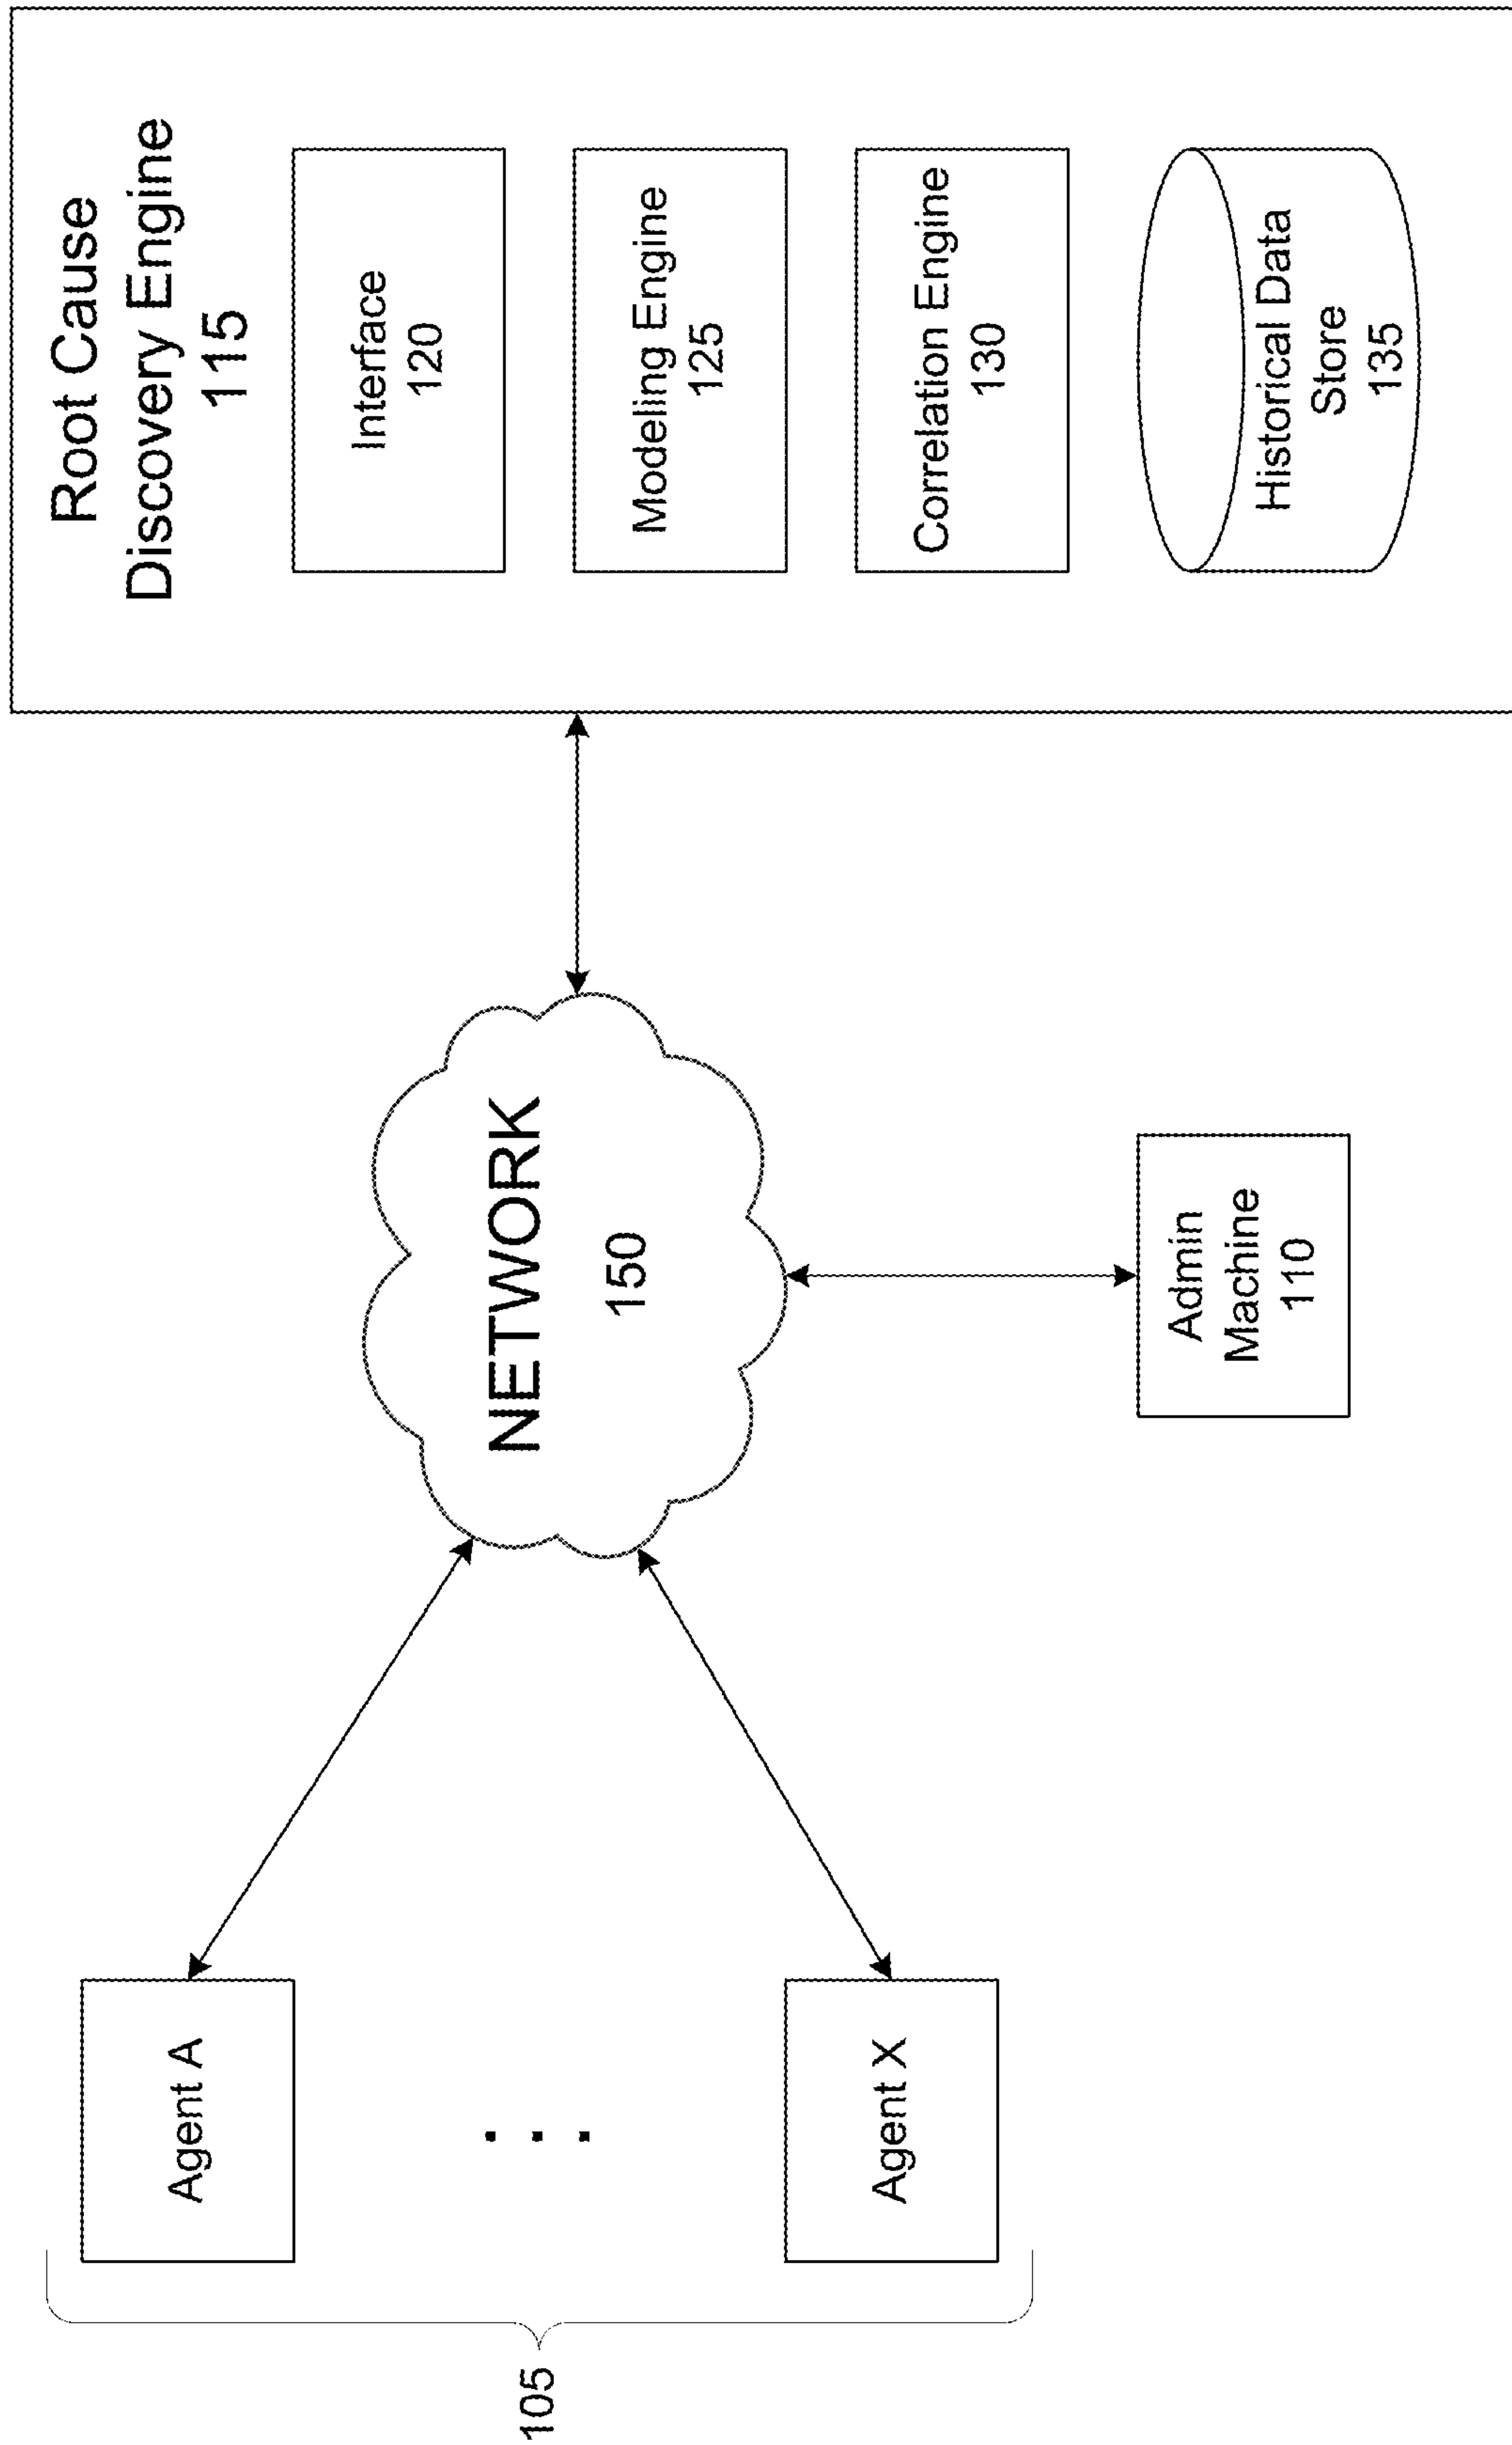 Root Cause
Discovery Engine
115
Interface
120
Modeling Engine
125
Correlation Engine
130
Historical Data
Store
135
NETWORK
150
Admin
Machine
110
Agent A
. . .
Agent X
105